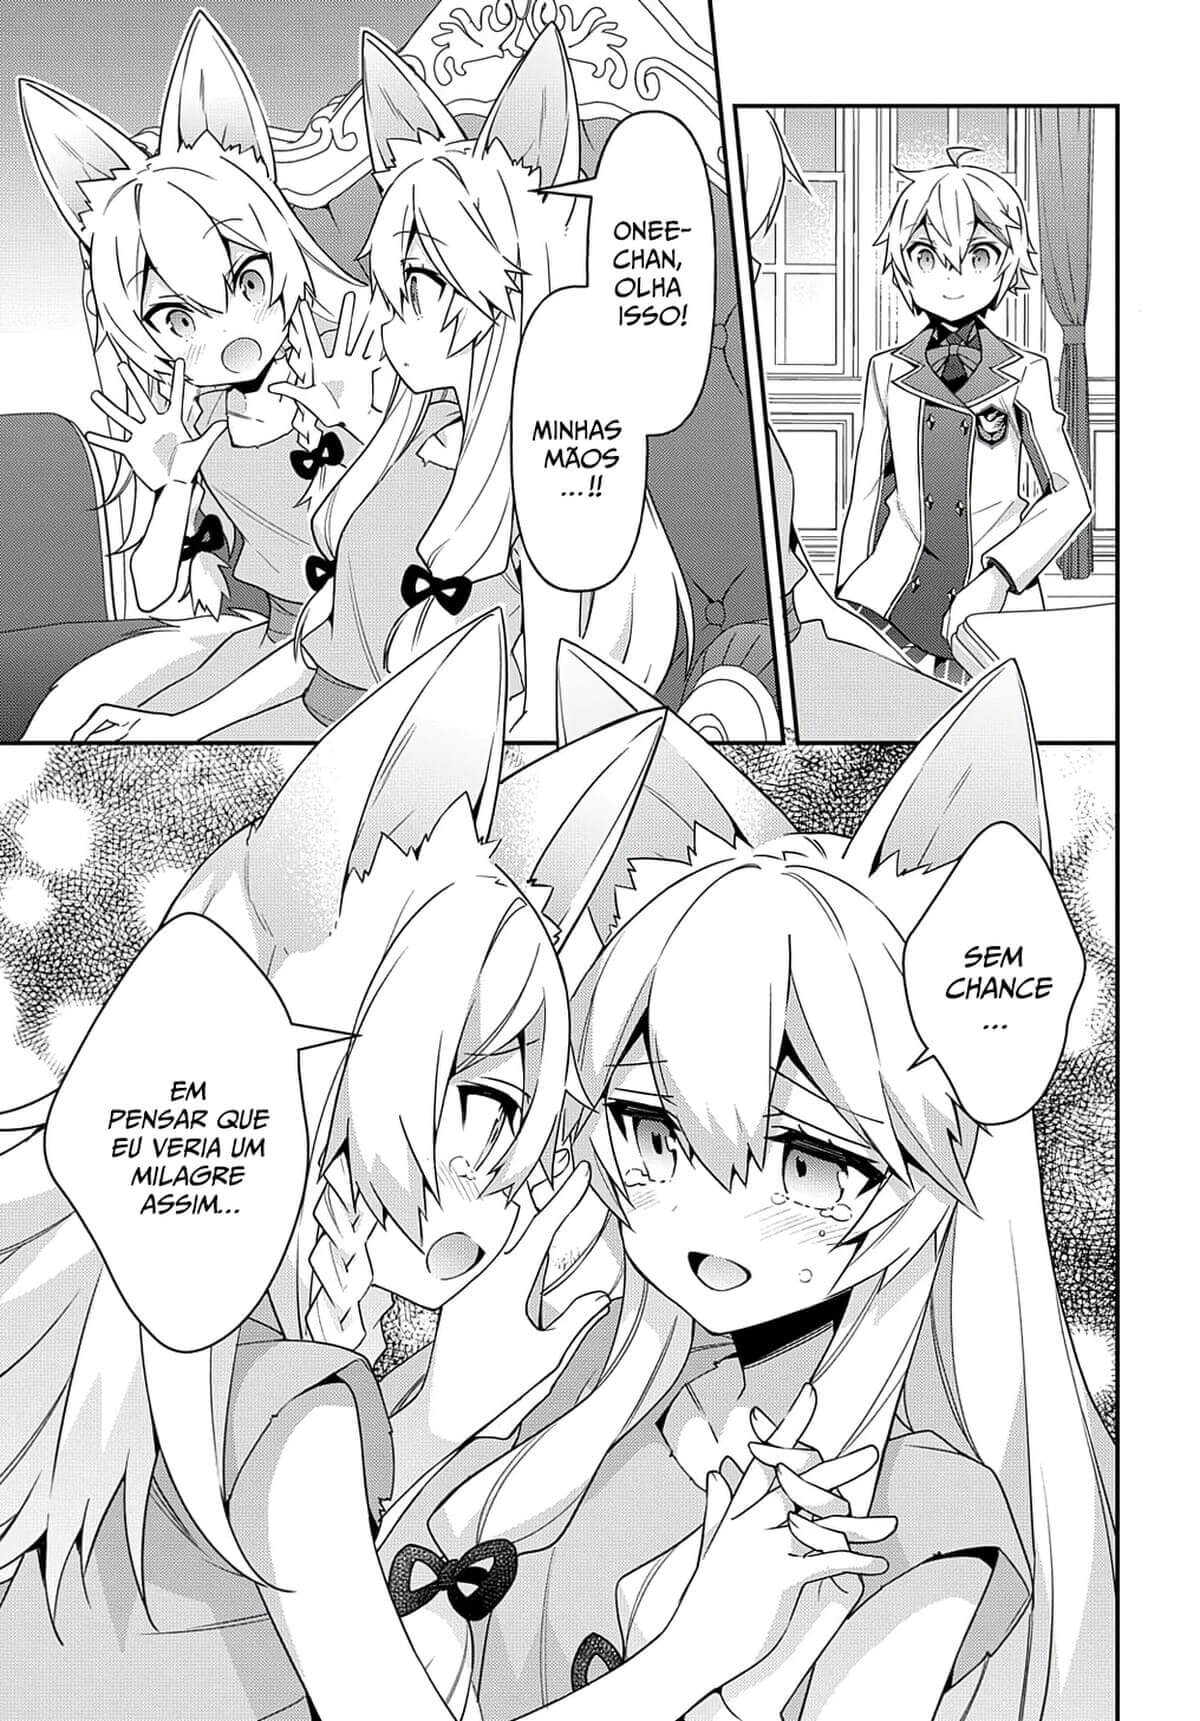 ONEE-
CHAN,
OLHA
ISSO!
MINHAS
MÃOS
...!!
SEM
CHANCE
...
EM
PENSAR QUE
EU VERIA UM
MILAGRE
ASSIM...